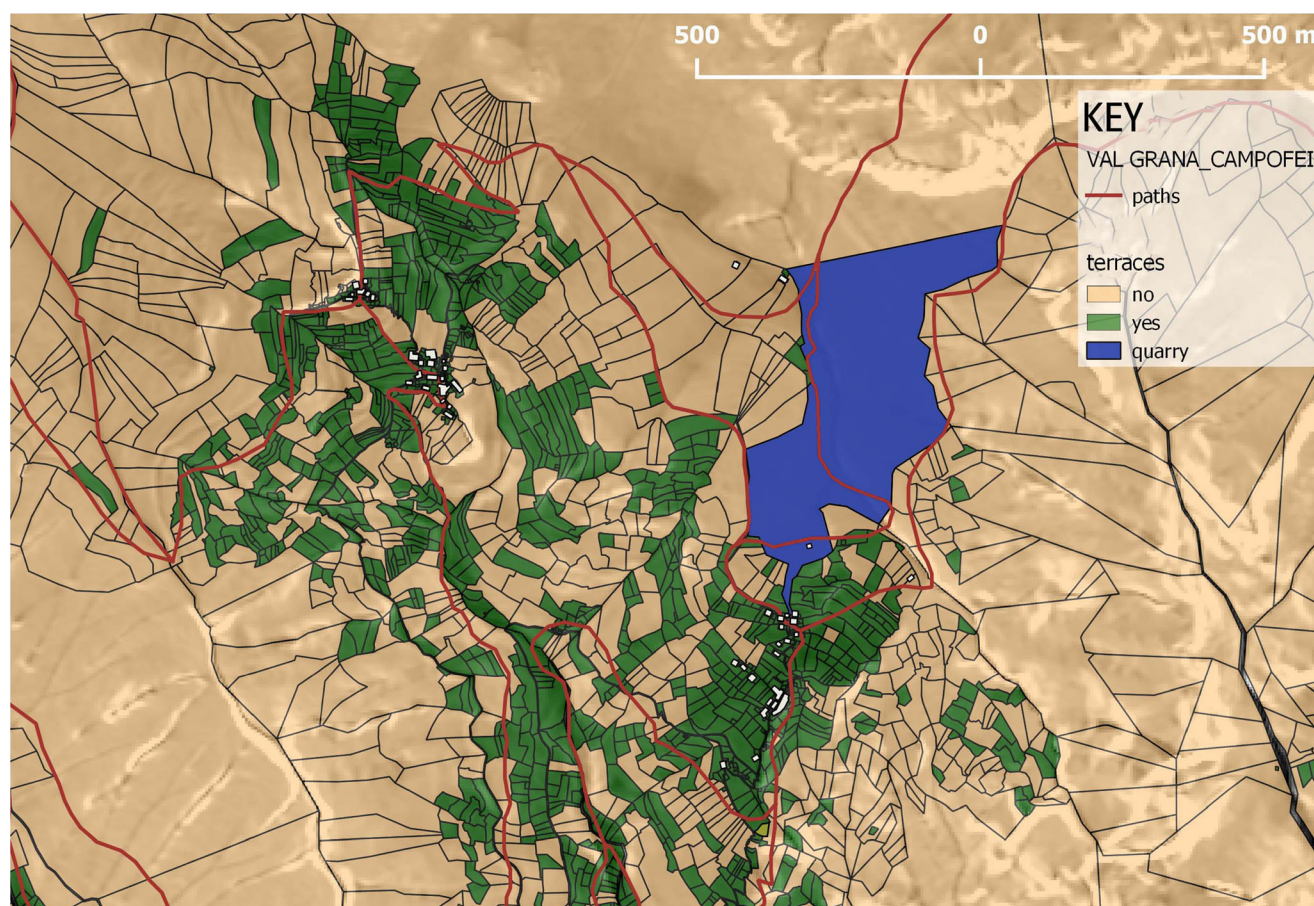 500 0 500 m
KEY
VAL GRANA_CAMPOFEI
paths
terraces
no
yes
quarry